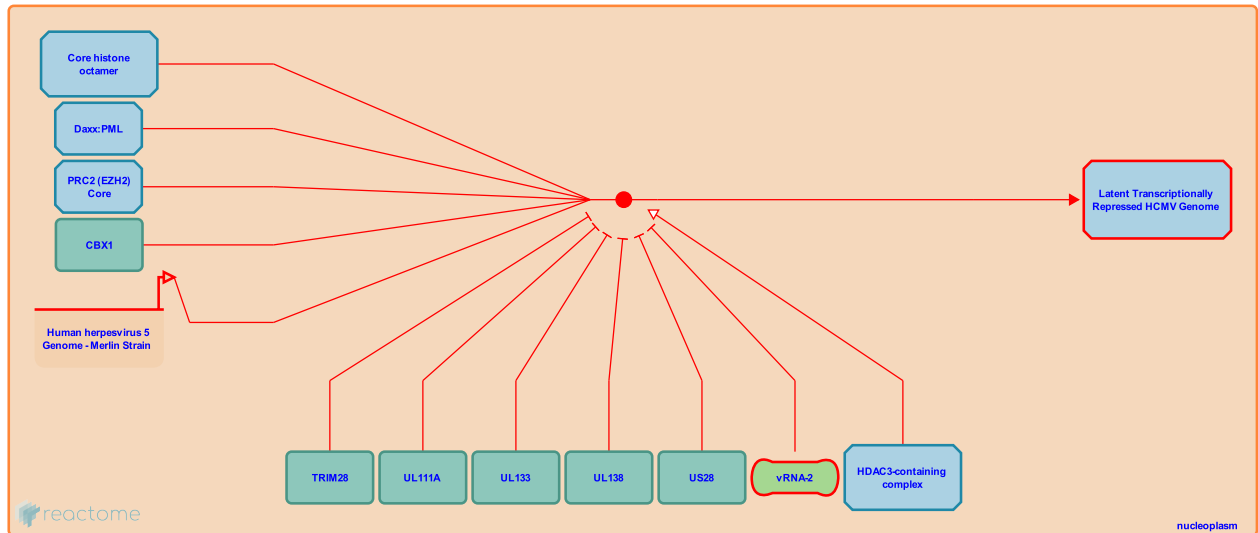 Core histone
octamer
Daxx:PML
PRC2 (EZH2)
Core
CBX1
Human herpesvirus 5
Genome - Merlin Strain
Latent Transcriptionally
Repressed HCMV Genome
TRIM28
UL111A
UL133
UL138
US28
vRNA-2
HDAC3-containing
complex
reactome
nucleoplasm